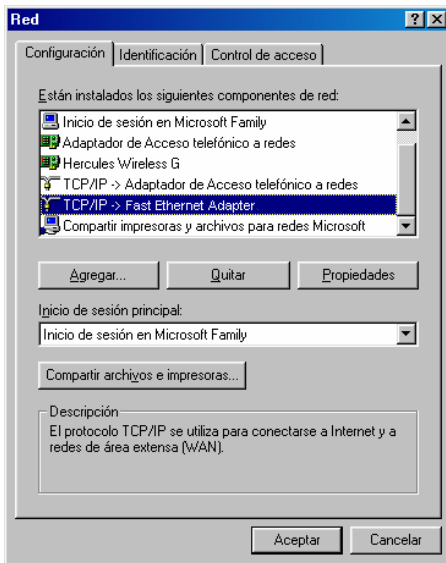 Red
Configuración Identificación Control de acceso
Están instalados los siguientes componentes de red:
Inicio de sesión en Microsoft Family
Adaptador de Acceso telefónico a redes
Hercules Wireless G
TCP/IP -> Adaptador de Acceso telefónico a redes
TCP/IP -> Fast Ethernet Adapter
Compartir impresoras y archivos para redes Microsoft
Agregar... Quitar Propiedades
Inicio de sesión principal:
Inicio de sesión en Microsoft Family
Compartir archivos e impresoras...
Descripción
El protocolo TCP/IP se utiliza para conectarse a Internet y a
redes de área extensa (WAN).
Aceptar Cancelar